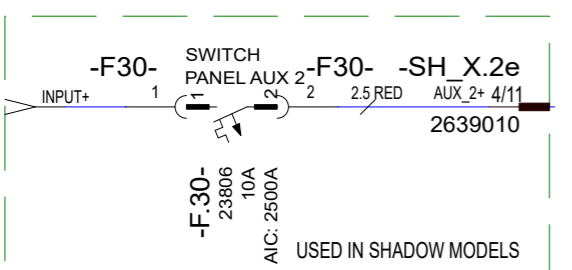 -F30-
SWITCH
PANEL AUX 2
-F30-
-SH_X.2e
INPUT+
1
1
2
2
2.5 RED
AUX_2+ 4/11
2639010
-F.30-
23806
10A
AIC: 2500A
USED IN SHADOW MODELS